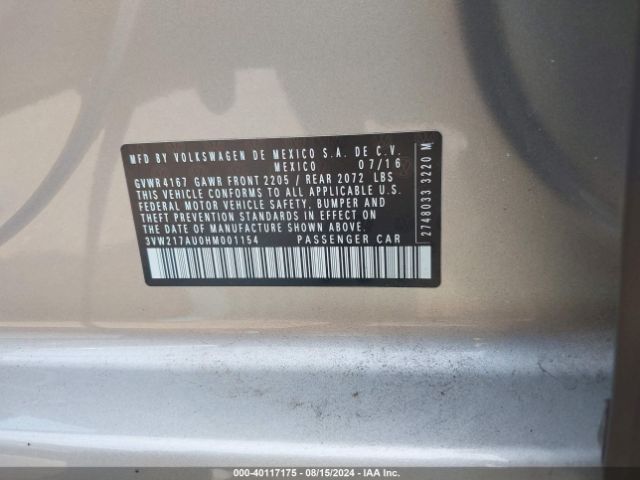 MFD BY VOLKSWAGEN DE MEXICO S.A. DE C.V.
MEXICO 07/16
GVWR 4167 GAWR FRONT 2205 / REAR 2072 LBS
THIS VEHICLE CONFORMS TO ALL APPLICABLE U.S.
FEDERAL MOTOR VEHICLE SAFETY, BUMPER AND
THEFT PREVENTION STANDARDS IN EFFECT ON
THE DATE OF MANUFACTURE SHOWN ABOVE.
3VW217AU0HM001154 PASSENGER CAR
2748033 3220 M
000-40117175 - 08/15/2024 - IAA Inc.